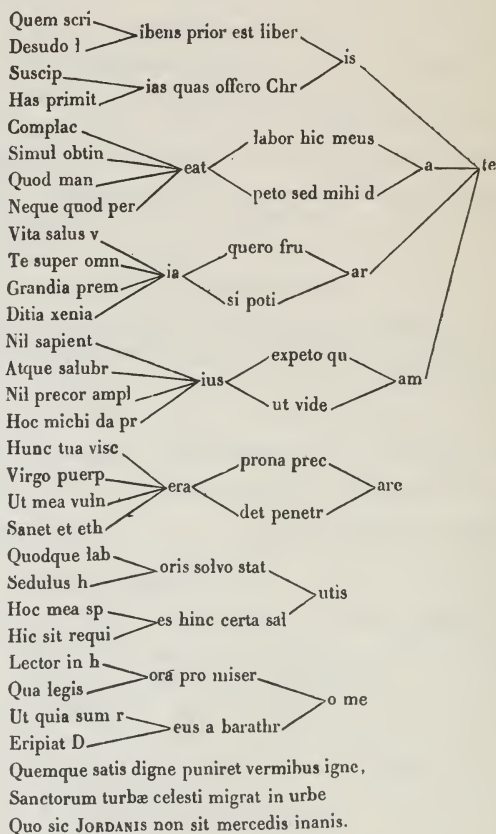 Quem scri
ibens prior est liber
Desudo l
is
Suscip
ias quas offero Chr
Has primit
Complac
labor hic meus
Simul obtin
eat a te
Quod man
peto sed mihi d
Neque quod per
Vita salus v
quero fru
Te super omn
ia ar
Grandia prem
si poti
Ditia xenia
Nil sapient
expeto qu
Atque salubr
ius am
Nil precor ampl
ut vide
Hoc michi da pr
Hunc tua visc
prona prec
Virgo puerp
era are
Ut mea vuln
det penetr
Sanet et eth
Quodque lab
oris solvo stat
Sedulus h
utis
Hoc mea sp
es hinc certa sal
Hic sit requi
Lector in h
ora pro miser
Qua legis
o me
Ut quia sum r
eus a barathr
Eripiat D
Quemque satis digne puniret vermibus igne,
Sanctorum turbæ celesti migrat in urbe
Quo sic JORDANIS non sit mercedis inanis.